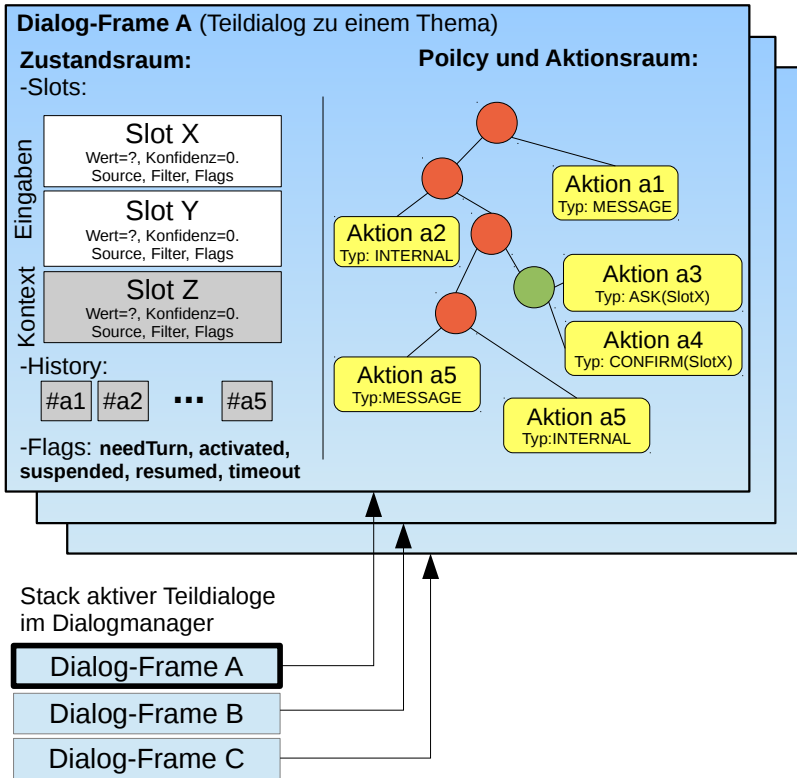 Dialog-Frame A (Teildialog zu einem Thema)
Zustandsraum:
-Slots:
Eingaben
Slot X
Wert=?, Konfidenz=0.
Source, Filter, Flags
Slot Y
Wert=?, Konfidenz=0.
Source, Filter, Flags
Kontext
Slot Z
Wert=?, Konfidenz=0.
Source, Filter, Flags
-History:
#a1 #a2 ... #a5
-Flags: needTurn, activated,
suspended, resumed, timeout
Poilcy und Aktionsraum:
Aktion a1
Typ: MESSAGE
Aktion a2
Typ: INTERNAL
Aktion a3
Typ: ASK(SlotX)
Aktion a4
Typ: CONFIRM(SlotX)
Aktion a5
Typ:MESSAGE
Aktion a5
Typ:INTERNAL
Stack aktiver Teildialoge
im Dialogmanager
Dialog-Frame A
Dialog-Frame B
Dialog-Frame C